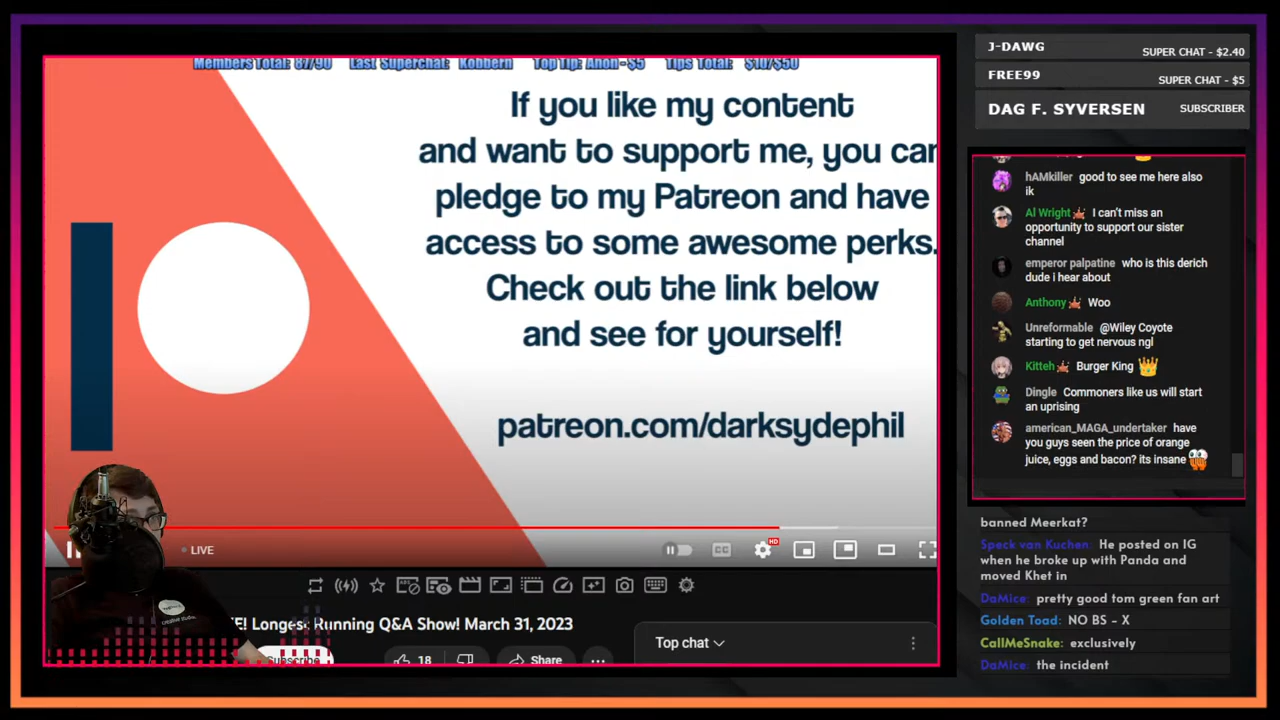 Members Total: 87/90 Last Superchat: Kobbern Top Tip: Anon - $5 Tips Total: $10/$50
If you like my content
and want to support me, you can
pledge to my Patreon and have
access to some awesome perks.
Check out the link below
and see for yourself!
patreon.com/darksydephil
LIVE
CC
HD
E! Longest Running Q&A Show! March 31, 2023
Subscribe
18
Share
Top chat
J-DAWG SUPER CHAT - $2.40
FREE99 SUPER CHAT - $5
DAG F. SYVERSEN SUBSCRIBER
hAMkiller good to see me here also
ik
Al Wright I can't miss an
opportunity to support our sister
channel
emperor palpatine who is this derich
dude i hear about
Anthony Woo
Unreformable @Wiley Coyote
starting to get nervous ngl
Kitteh Burger King
Dingle Commoners like us will start
an uprising
american_MAGA_undertaker have
you guys seen the price of orange
juice, eggs and bacon? its insane
banned Meerkat?
Speck van Kuchen: He posted on IG
when he broke up with Panda and
moved Khet in
DaMice: pretty good tom green fan art
Golden Toad: NO BS - X
CallMeSnake: exclusively
DaMice: the incident